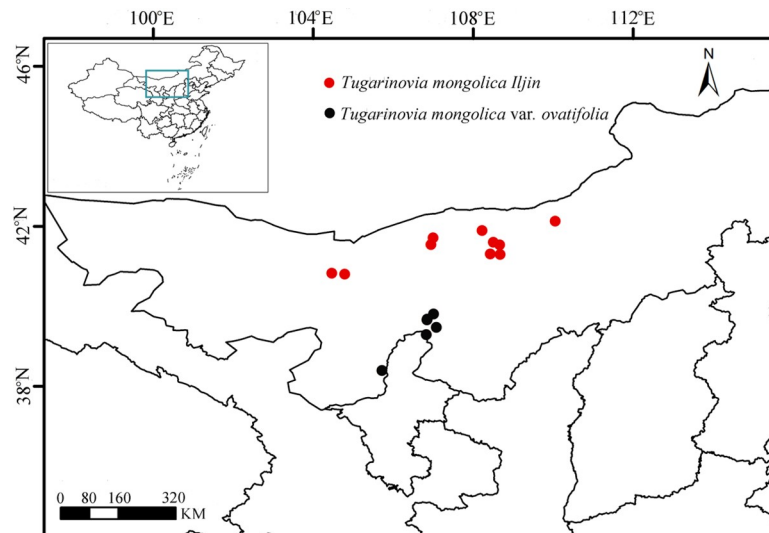 100°E 104°E 108°E 112°E
46°N
N
Tugarinovia mongolica Iljin
Tugarinovia mongolica var. ovatifolia
42°N
38°N
0 80 160 320 KM